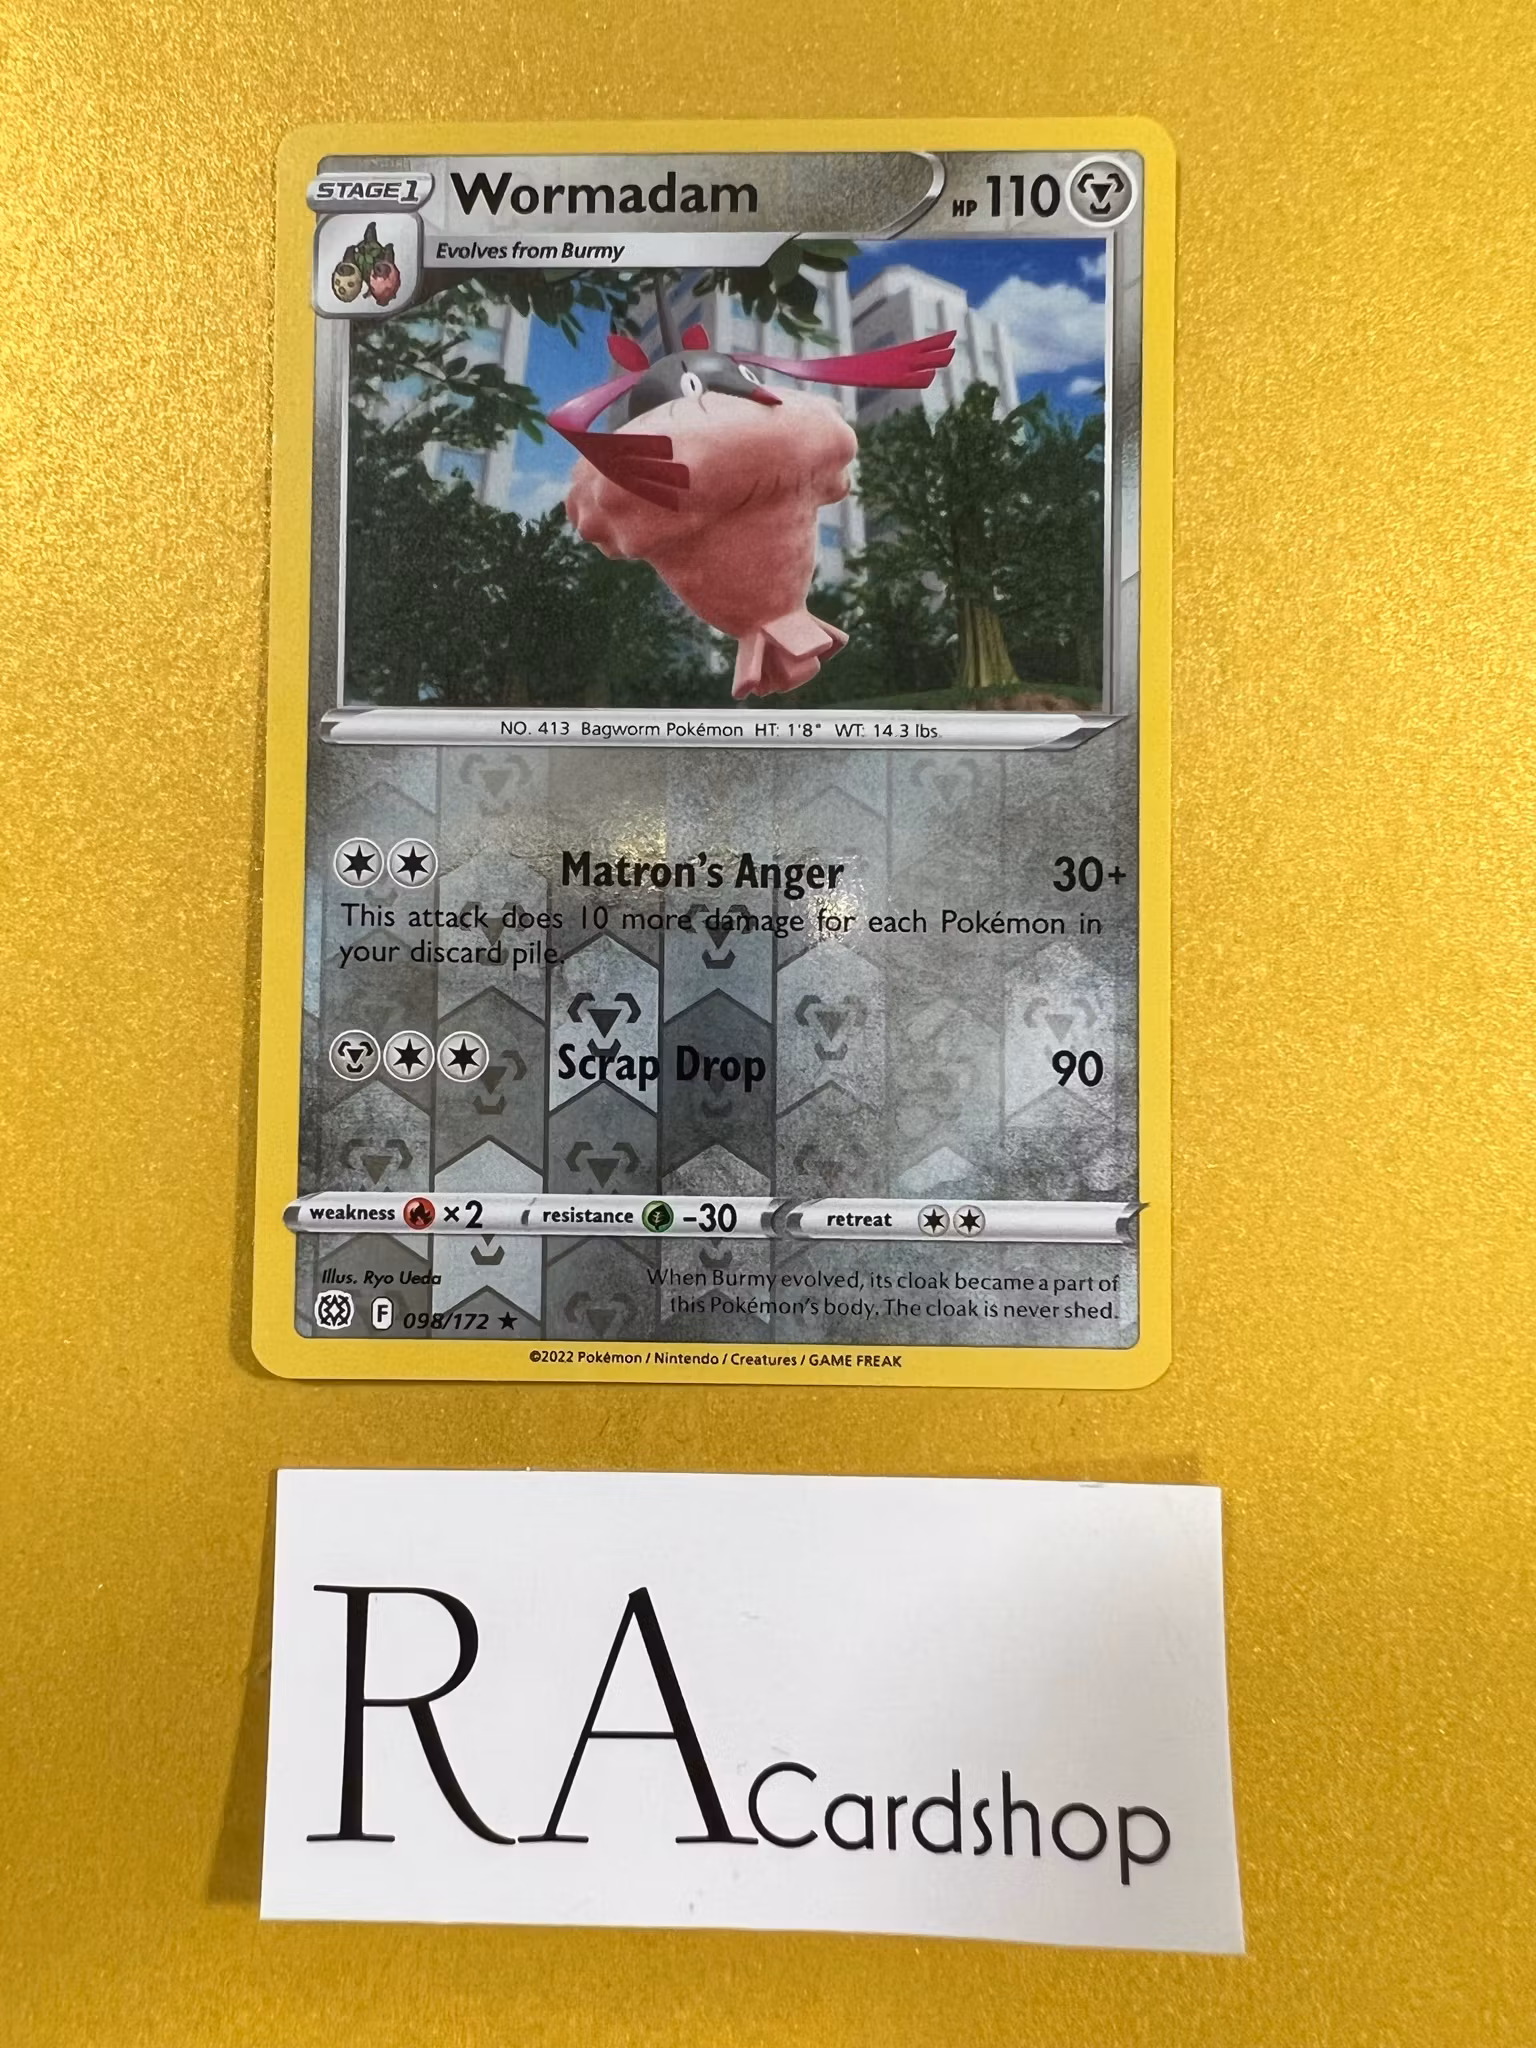 STAGE 1
Wormadam
HP 110
Evolves from Burmy
NO. 413 Bagworm Pokémon HT: 1'8" WT: 14.3 lbs.
Matron's Anger 30+
This attack does 10 more damage for each Pokémon in
your discard pile.
Scrap Drop 90
weakness ×2 resistance -30 retreat
Illus. Ryo Ueda
When Burmy evolved, its cloak became a part of
this Pokémon's body. The cloak is never shed.
F 098/172 ★
©2022 Pokémon / Nintendo / Creatures / GAME FREAK
RA Cardshop